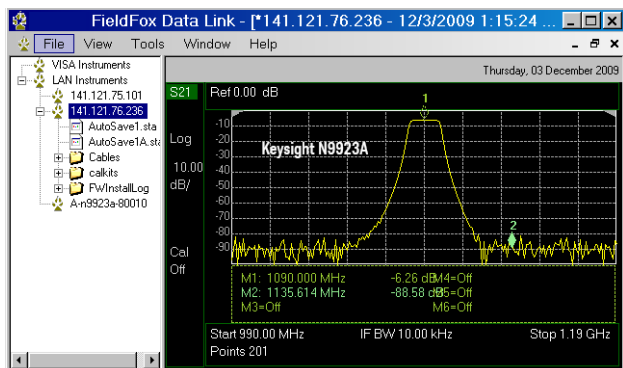 FieldFox Data Link - [*141.121.76.236 - 12/3/2009 1:15:24 ...
File View Tools Window Help
VISA Instruments
LAN Instruments
141.121.75.101
141.121.76.236
AutoSave1.sta
AutoSave1A.sta
Cables
calkits
FWInstallLog
A-n9923a-80010
Thursday, 03 December 2009
S21 Ref 0.00 dB
1
-10
Log -20 Keysight N9923A
-30
10.00 -40
dB/ -50
-60
-70
2
-80
Cal -90
Off
M1: 1090.000 MHz -6.26 dB M4=Off
M2: 1135.614 MHz -88.58 dB M5=Off
M3=Off M6=Off
Start 990.00 MHz IF BW 10.00 kHz Stop 1.19 GHz
Points 201